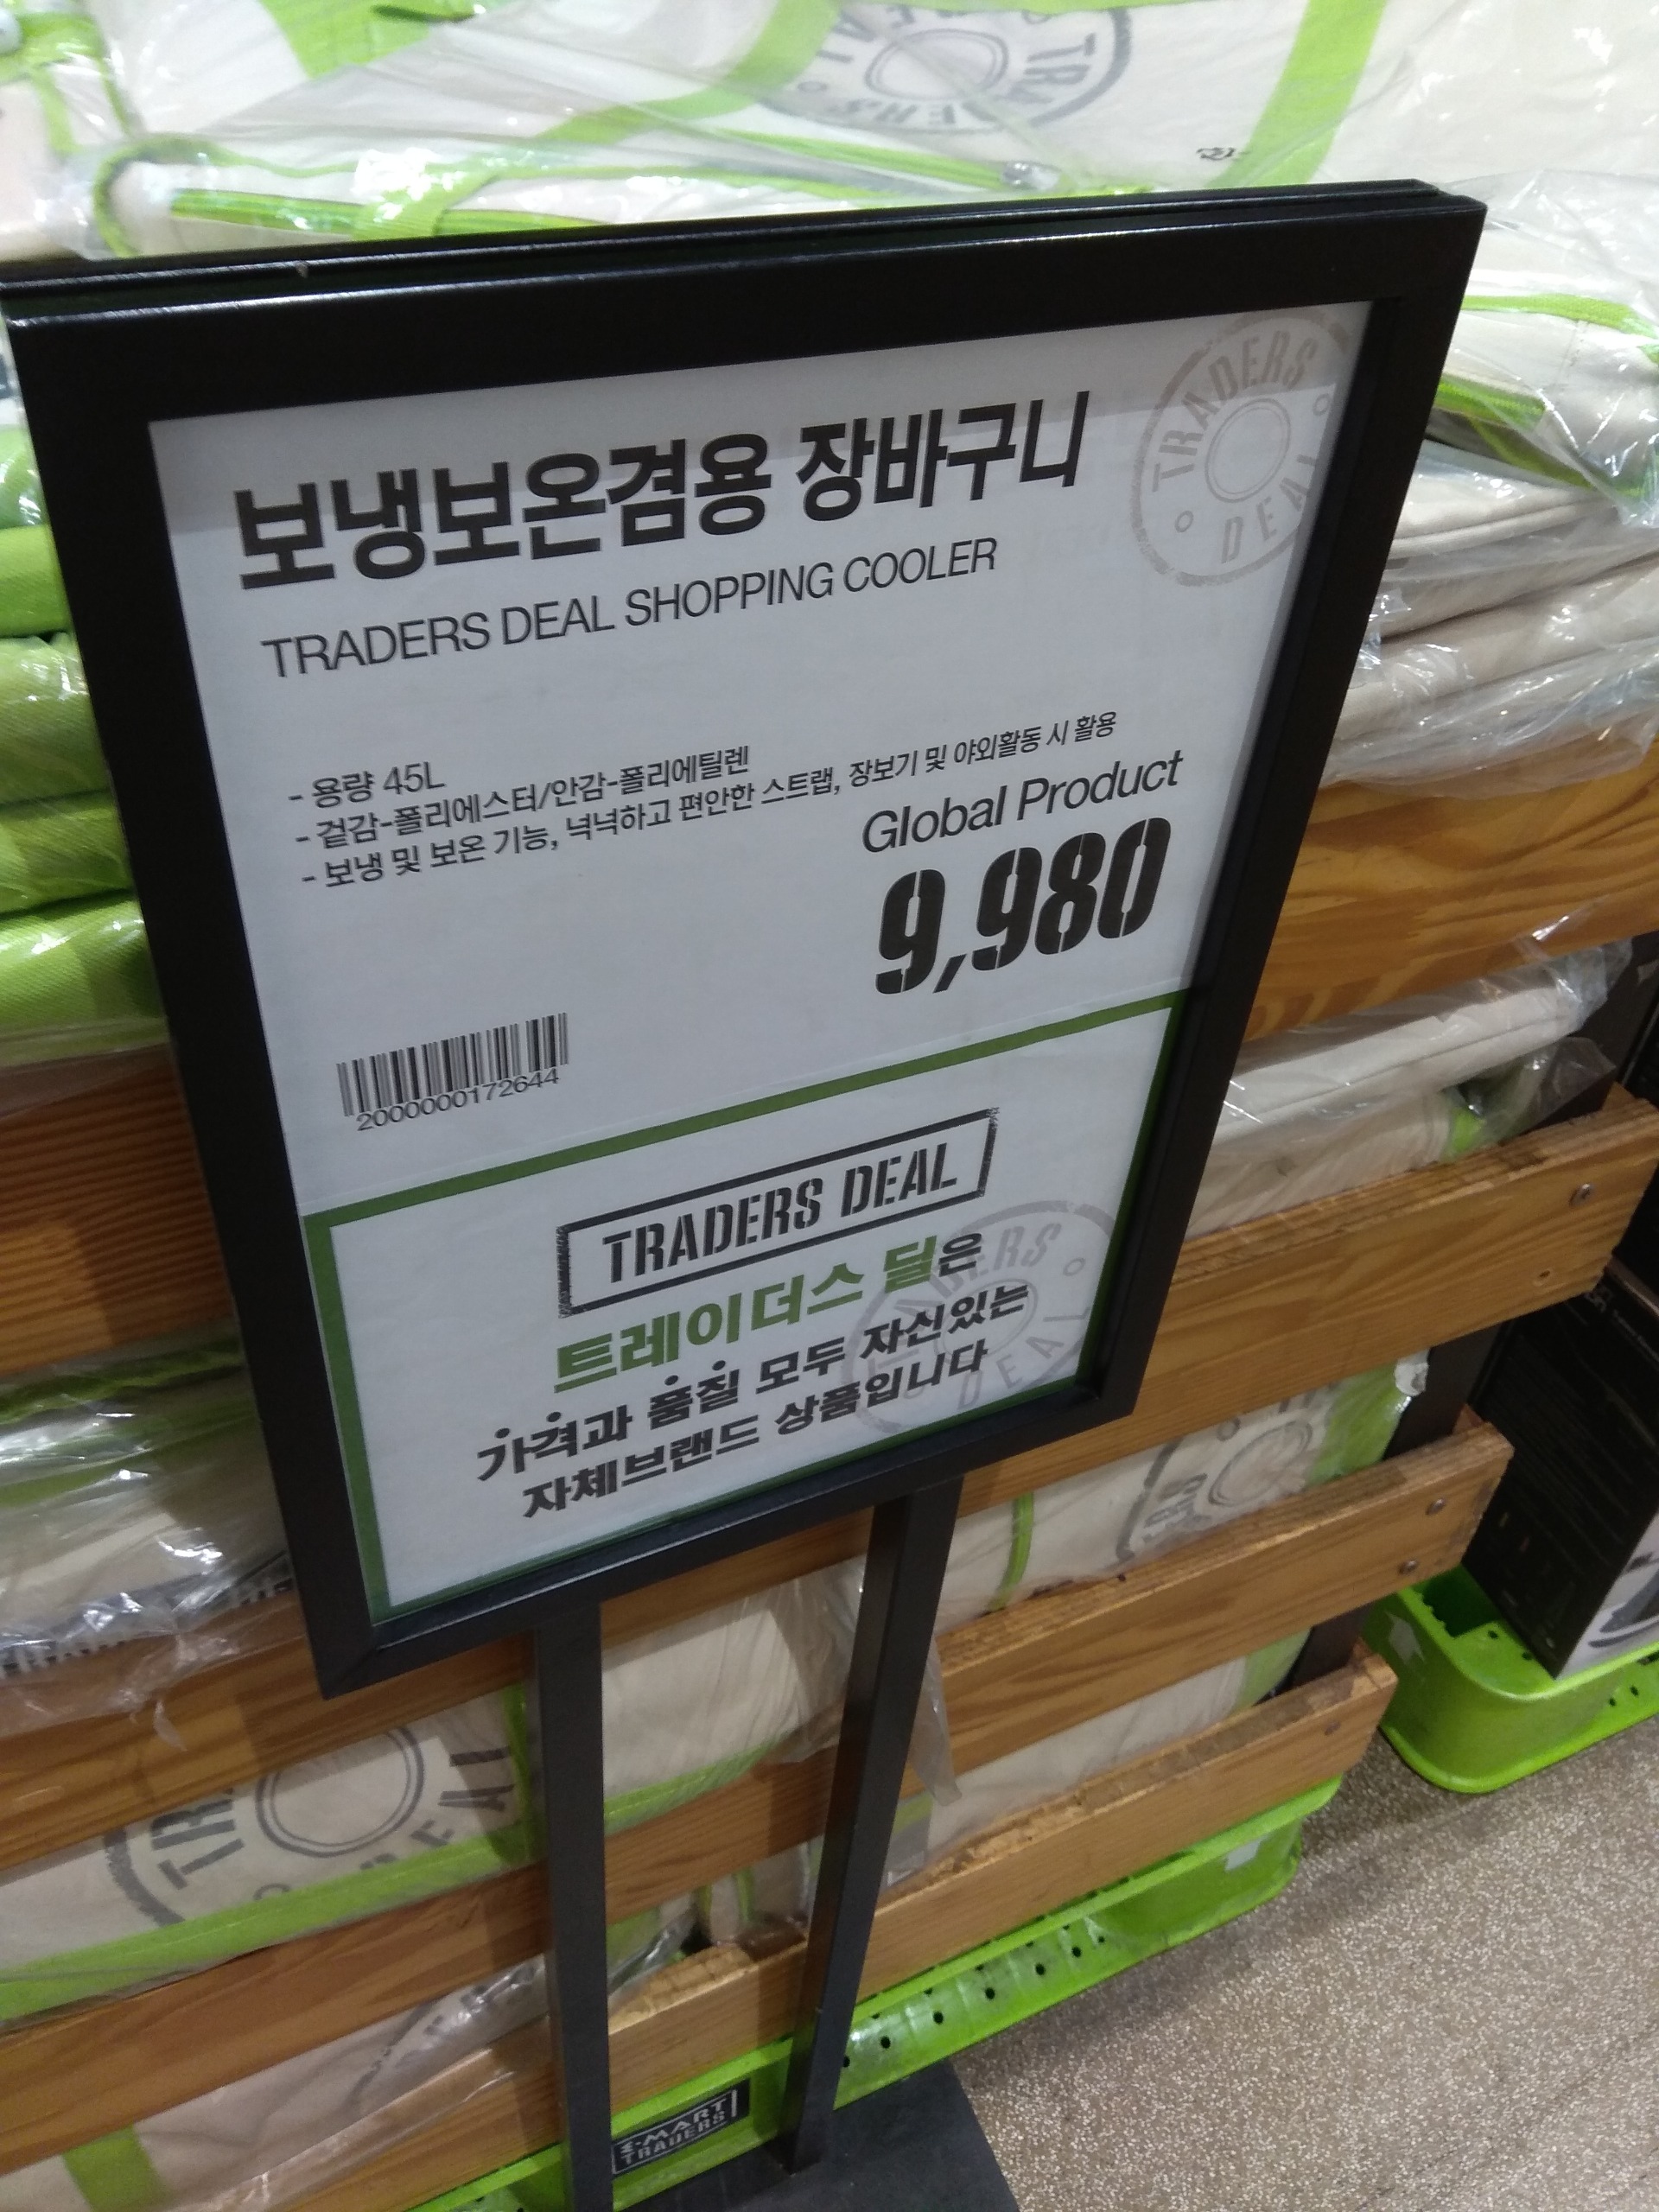 보냉보온겸용 장바구니
TRADERS DEAL SHOPPING COOLER
TRADERS DEAL
- 용량 45L
- 겉감-폴리에스터/안감-폴리에틸렌
- 보냉 및 보온 기능, 넉넉하고 편안한 스트랩, 장보기 및 야외활동 시 활용
Global Product
9,980
2000000172644
TRADERS DEAL
트레이더스 딜은
가격과 품질 모두 자신있는
자체브랜드 상품입니다
TRADERS DEAL
E-MART
TRADERS